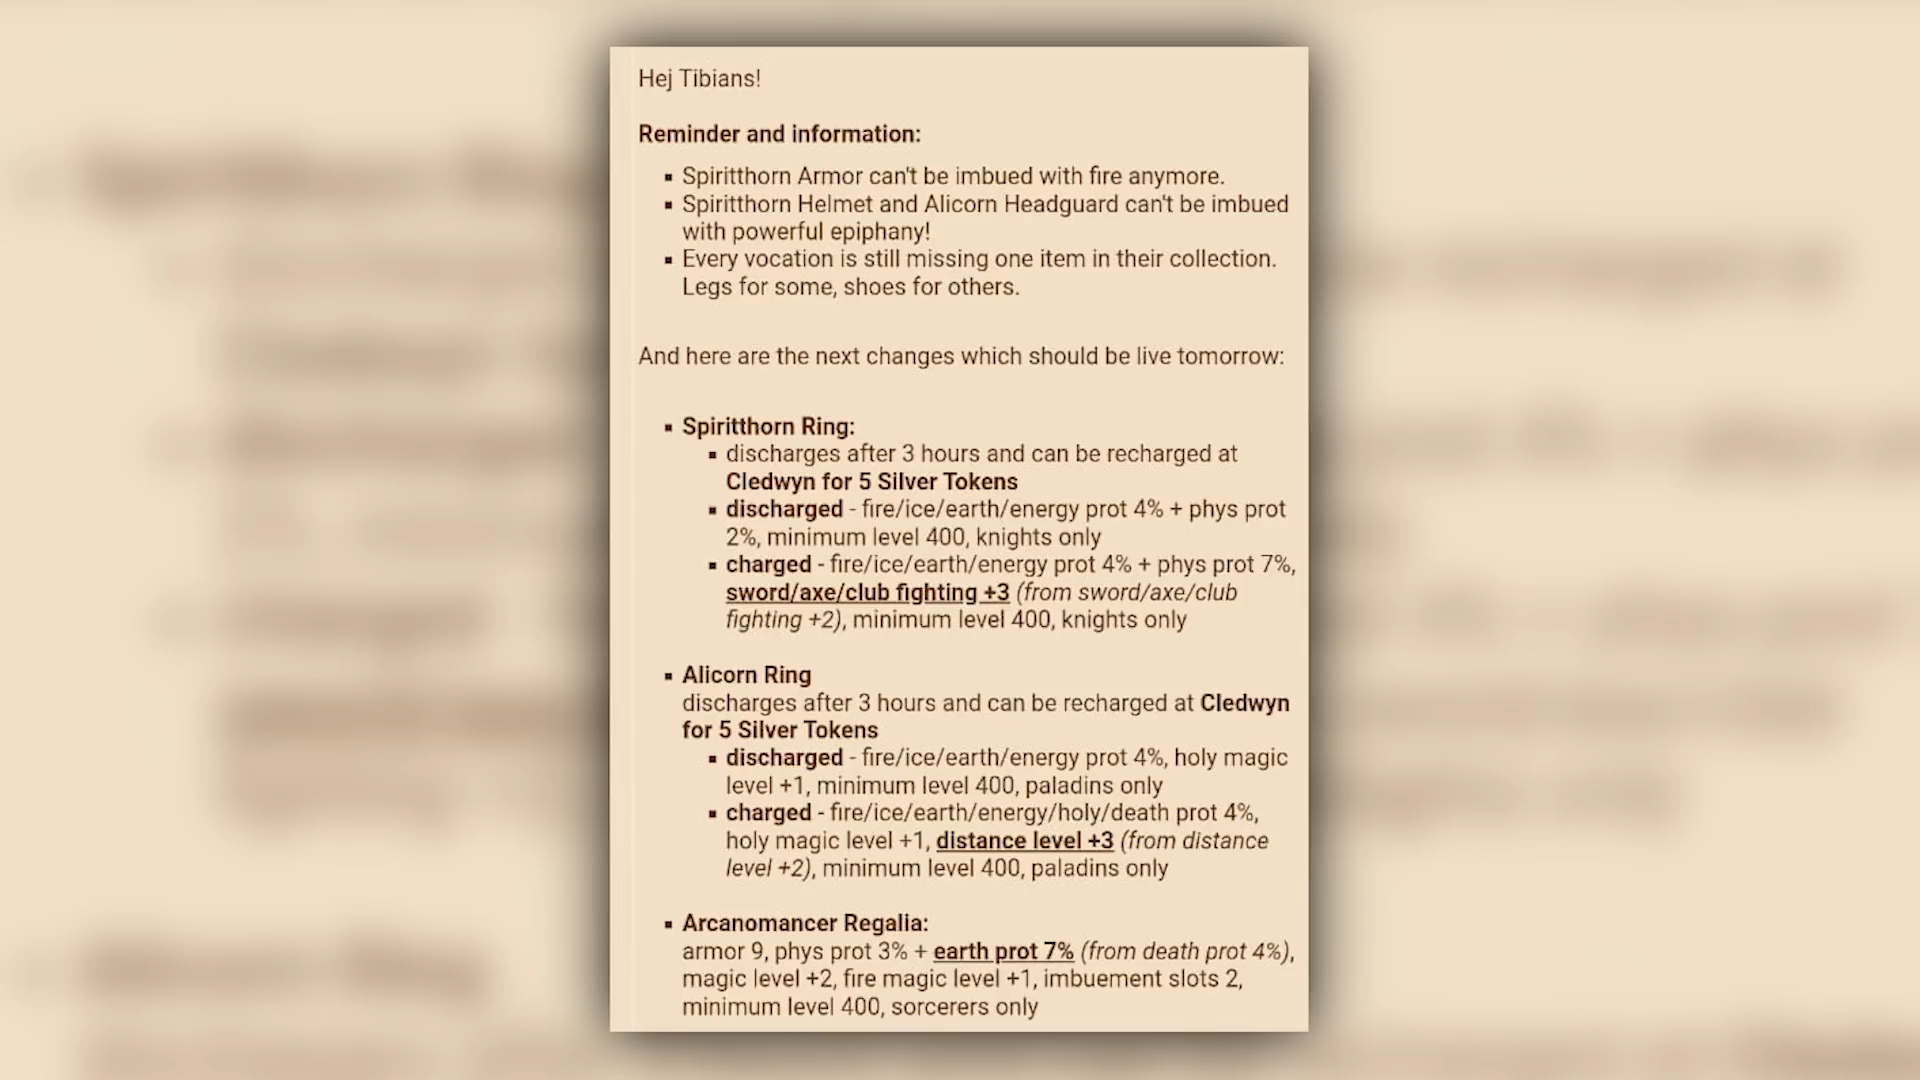 Hej Tibians!
Reminder and information:
▪ Spiritthorn Armor can't be imbued with fire anymore.
▪ Spiritthorn Helmet and Alicorn Headguard can't be imbued
with powerful epiphany!
▪ Every vocation is still missing one item in their collection.
Legs for some, shoes for others.
And here are the next changes which should be live tomorrow:
▪ Spiritthorn Ring:
▪ discharges after 3 hours and can be recharged at
Cledwyn for 5 Silver Tokens
▪ discharged - fire/ice/earth/energy prot 4% + phys prot
2%, minimum level 400, knights only
▪ charged - fire/ice/earth/energy prot 4% + phys prot 7%,
sword/axe/club fighting +3 (from sword/axe/club
fighting +2), minimum level 400, knights only
▪ Alicorn Ring
discharges after 3 hours and can be recharged at Cledwyn
for 5 Silver Tokens
▪ discharged - fire/ice/earth/energy prot 4%, holy magic
level +1, minimum level 400, paladins only
▪ charged - fire/ice/earth/energy/holy/death prot 4%,
holy magic level +1, distance level +3 (from distance
level +2), minimum level 400, paladins only
▪ Arcanomancer Regalia:
armor 9, phys prot 3% + earth prot 7% (from death prot 4%),
magic level +2, fire magic level +1, imbuement slots 2,
minimum level 400, sorcerers only